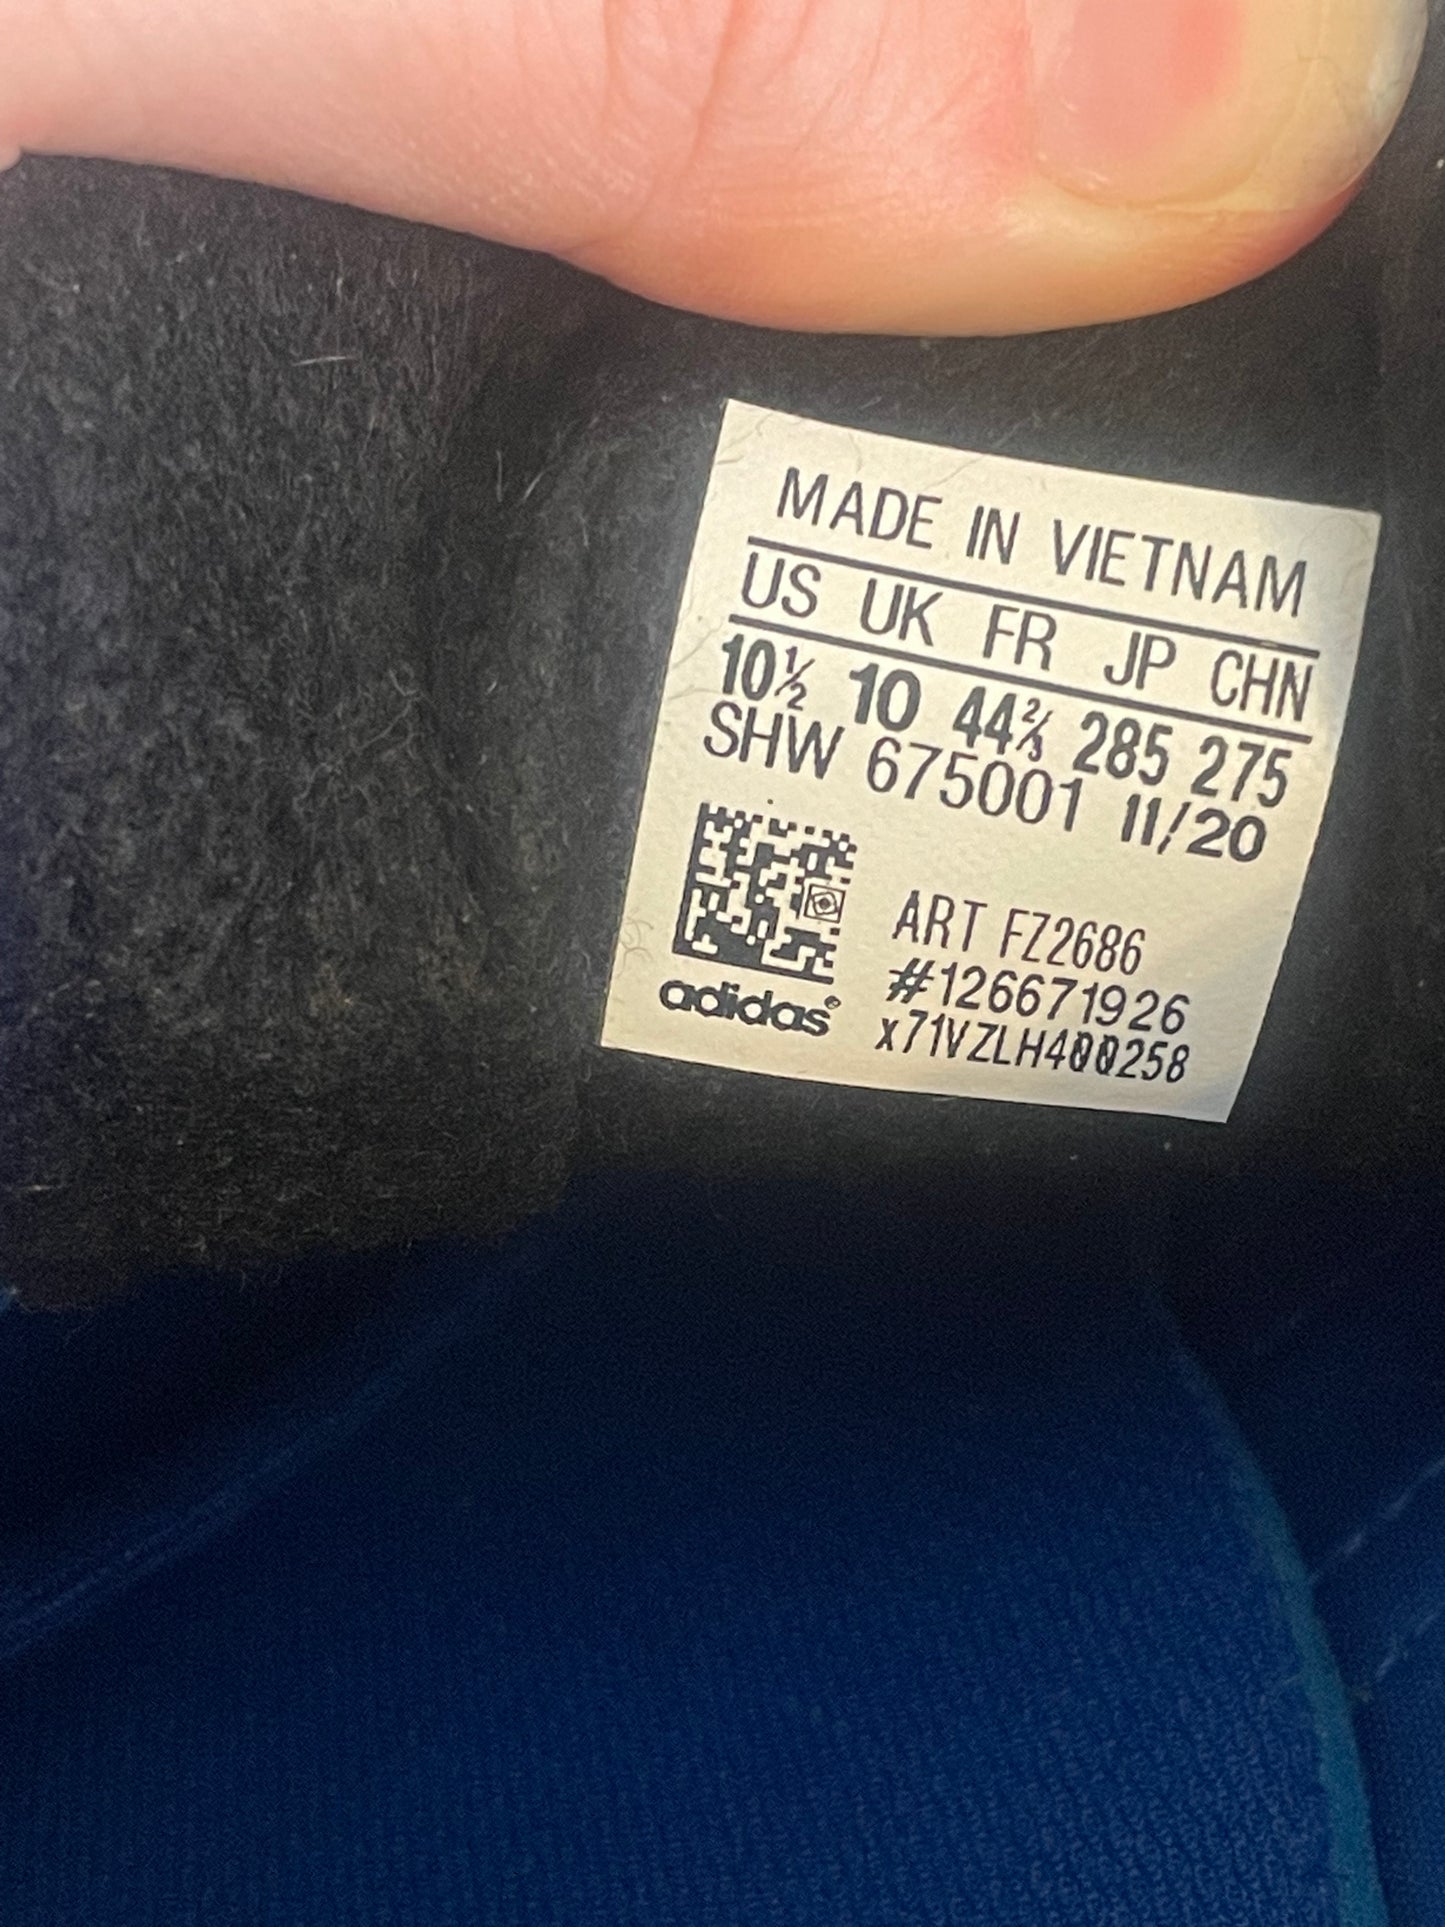 MADE IN VIETNAM
US UK FR JP CHN
10½ 10 44⅔ 285 275
SHW 675001 11/20
ART FZ2686
#126671926
x71VZLH400258
adidas®